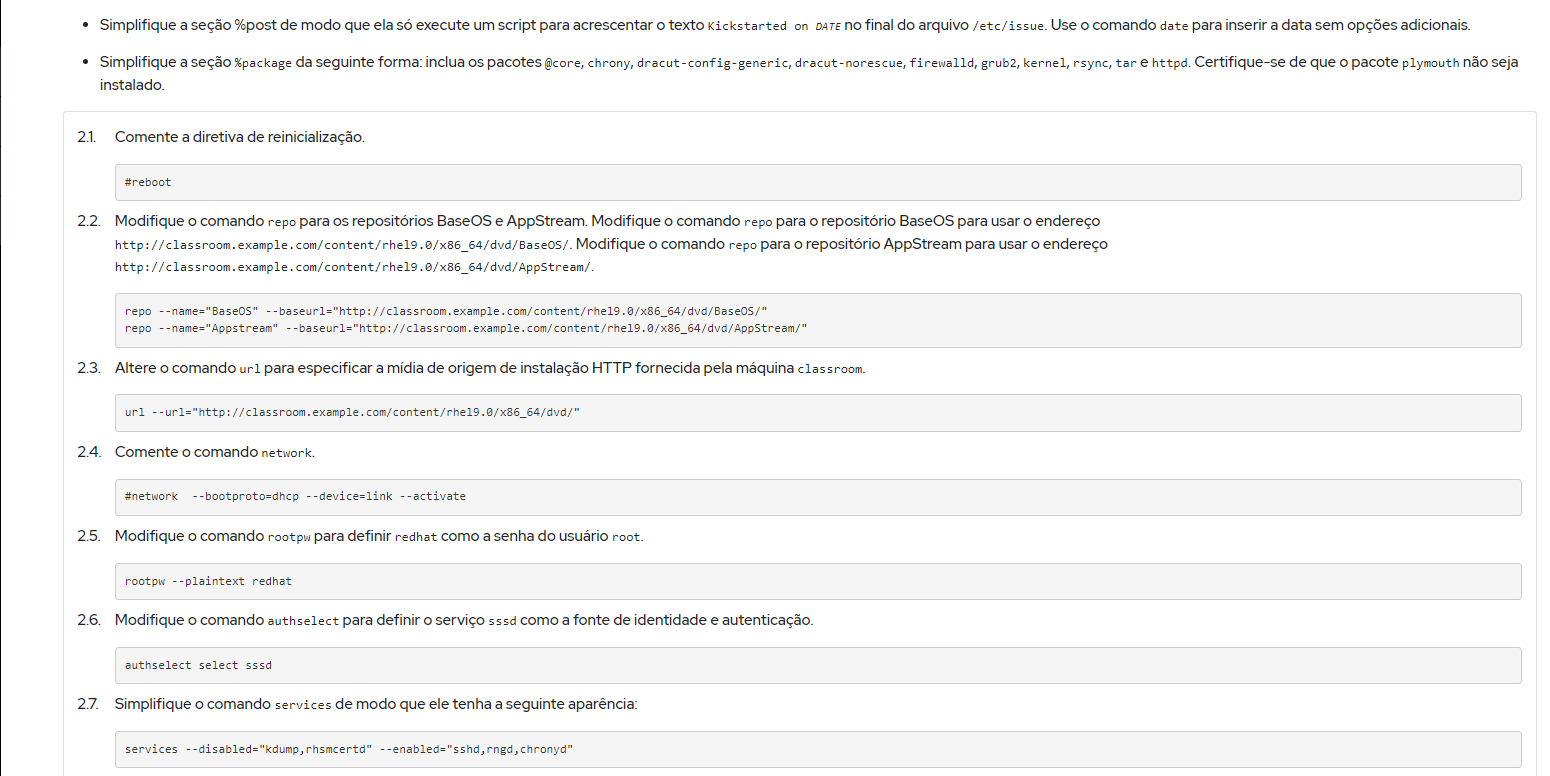 • Simplifique a seção %post de modo que ela só execute um script para acrescentar o texto Kickstarted on DATE no final do arquivo /etc/issue. Use o comando date para inserir a data sem opções adicionais.
• Simplifique a seção %package da seguinte forma: inclua os pacotes @core, chrony, dracut-config-generic, dracut-norescue, firewalld, grub2, kernel, rsync, tar e httpd. Certifique-se de que o pacote plymouth não seja
instalado.
2.1. Comente a diretiva de reinicialização.
#reboot
2.2. Modifique o comando repo para os repositórios BaseOS e AppStream. Modifique o comando repo para o repositório BaseOS para usar o endereço
http://classroom.example.com/content/rhel9.0/x86_64/dvd/BaseOS/. Modifique o comando repo para o repositório AppStream para usar o endereço
http://classroom.example.com/content/rhel9.0/x86_64/dvd/AppStream/.
repo --name="BaseOS" --baseurl="http://classroom.example.com/content/rhel9.0/x86_64/dvd/BaseOS/"
repo --name="Appstream" --baseurl="http://classroom.example.com/content/rhel9.0/x86_64/dvd/AppStream/"
2.3. Altere o comando url para especificar a mídia de origem de instalação HTTP fornecida pela máquina classroom.
url --url="http://classroom.example.com/content/rhel9.0/x86_64/dvd/"
2.4. Comente o comando network.
#network  --bootproto=dhcp --device=link --activate
2.5. Modifique o comando rootpw para definir redhat como a senha do usuário root.
rootpw --plaintext redhat
2.6. Modifique o comando authselect para definir o serviço sssd como a fonte de identidade e autenticação.
authselect select sssd
2.7. Simplifique o comando services de modo que ele tenha a seguinte aparência:
services --disabled="kdump,rhsmcertd" --enabled="sshd,rngd,chronyd"